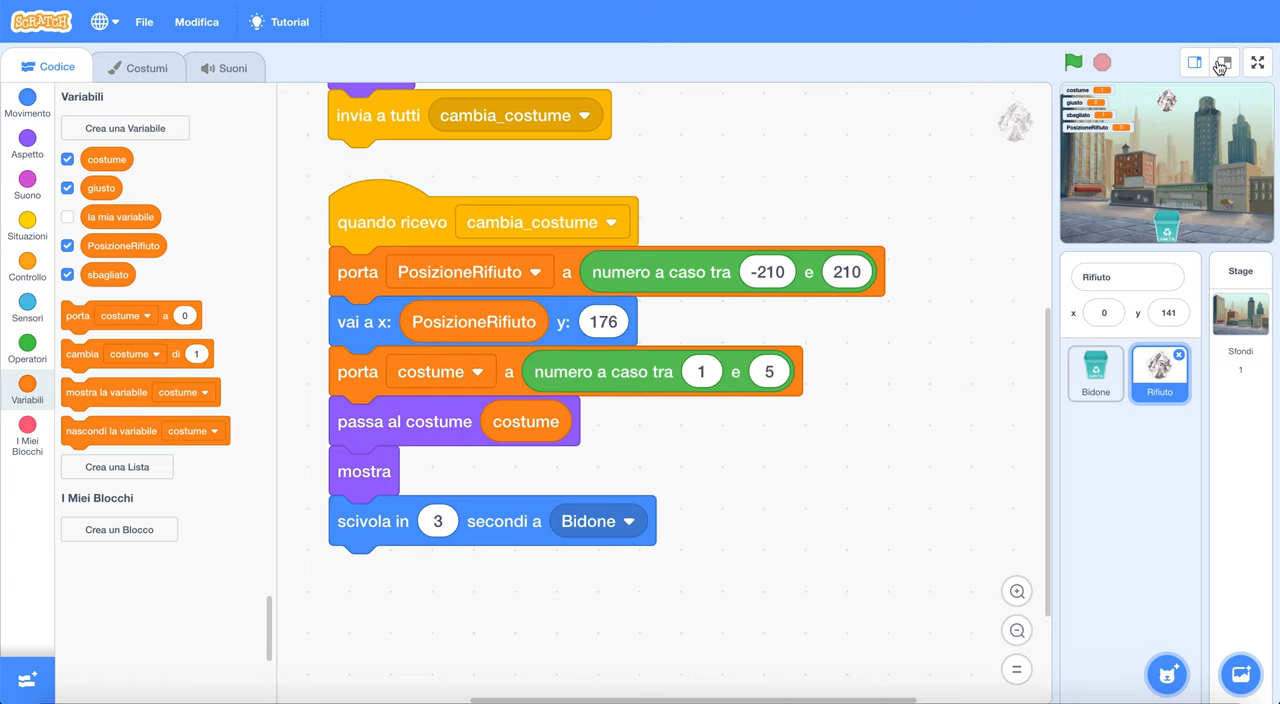 SCRATCH
File
Modifica
Tutorial
Codice
Costumi
Suoni
Movimento
Aspetto
Suono
Situazioni
Controllo
Sensori
Operatori
Variabili
I Miei
Blocchi
Variabili
Crea una Variabile
costume
giusto
la mia variabile
PosizioneRifiuto
sbagliato
porta costume a 0
cambia costume di 1
mostra la variabile costume
nascondi la variabile costume
Crea una Lista
I Miei Blocchi
Crea un Blocco
invia a tutti cambia_costume
quando ricevo cambia_costume
porta PosizioneRifiuto a numero a caso tra -210 e 210
vai a x: PosizioneRifiuto y: 176
porta costume a numero a caso tra 1 e 5
passa al costume costume
mostra
scivola in 3 secondi a Bidone
costume 1
giusto
sbagliato
PosizioneRifiuto
CARTA
Rifiuto
x 0 y 141
CARTA
Bidone
Rifiuto
Stage
Sfondi
1